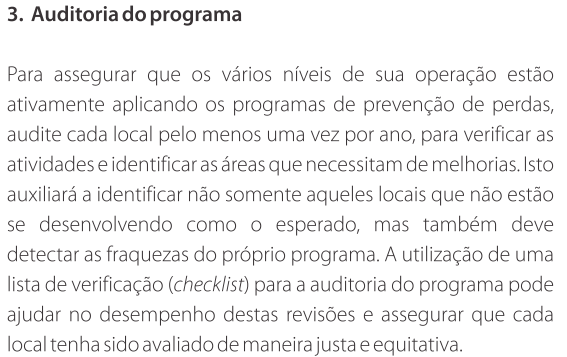 3. Auditoria do programa
Para assegurar que os vários níveis de sua operação estão
ativamente aplicando os programas de prevenção de perdas,
audite cada local pelo menos uma vez por ano, para verificar as
atividades e identificar as áreas que necessitam de melhorias. Isto
auxiliará a identificar não somente aqueles locais que não estão
se desenvolvendo como o esperado, mas também deve
detectar as fraquezas do próprio programa. A utilização de uma
lista de verificação (checklist) para a auditoria do programa pode
ajudar no desempenho destas revisões e assegurar que cada
local tenha sido avaliado de maneira justa e equitativa.